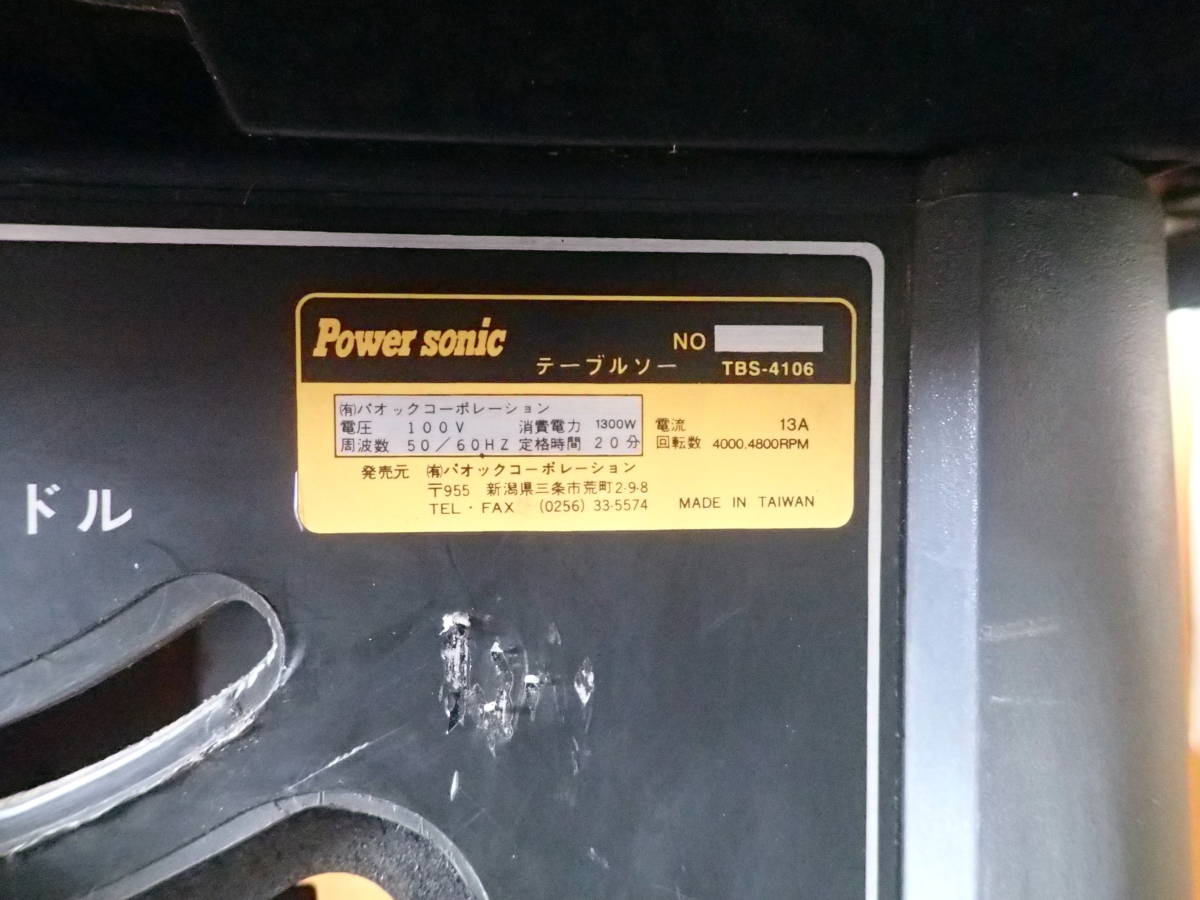 Power sonic
NO
テーブルソー TBS-4106
㈲パオックコーポレーション
電圧 100V 消費電力 1300W 電流 13A
周波数 50/60HZ 定格時間 20分 回転数 4000.4800RPM
発売元 ㈲パオックコーポレーション
〒955 新潟県三条市荒町2-9-8
TEL・FAX (0256) 33-5574 MADE IN TAIWAN
ドル